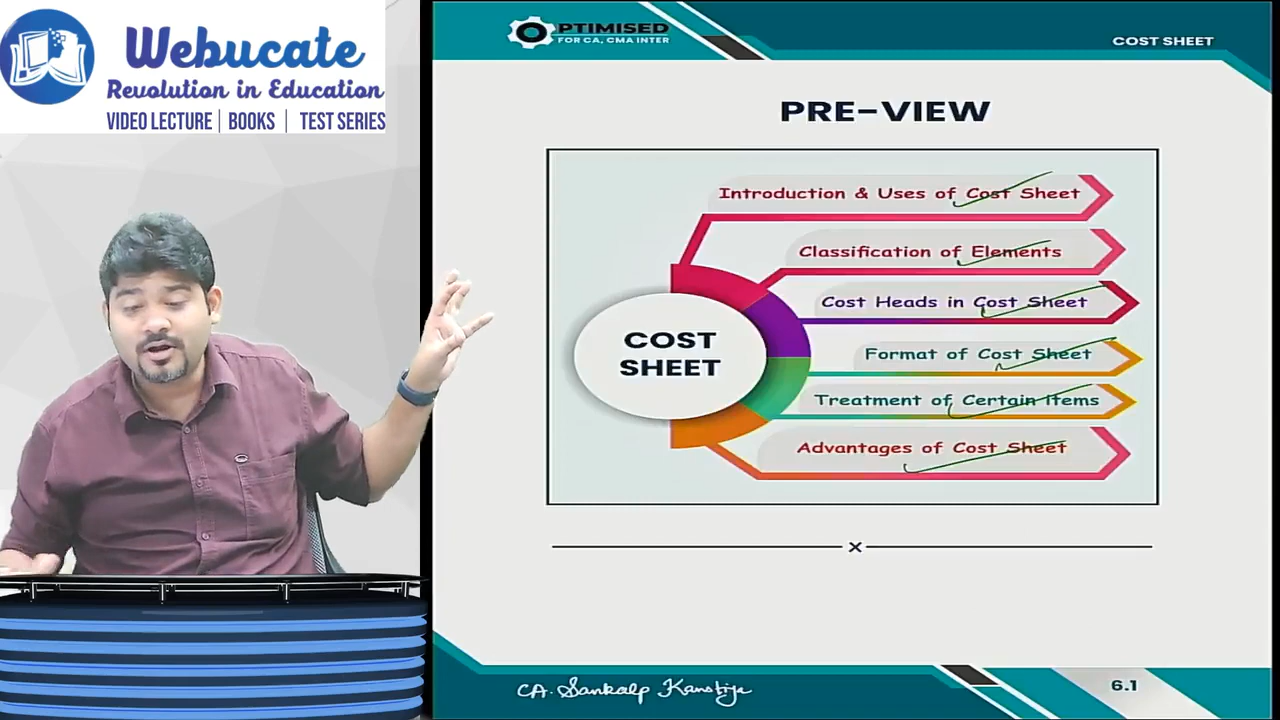 Webucate
Revolution in Education
VIDEO LECTURE | BOOKS | TEST SERIES
PTIMISED
FOR CA, CMA INTER
COST SHEET
PRE-VIEW
Introduction & Uses of Cost Sheet
Classification of Elements
Cost Heads in Cost Sheet
COST
SHEET
Format of Cost Sheet
Treatment of Certain Items
Advantages of Cost Sheet
CA. Sankalp Kanstiya
6.1